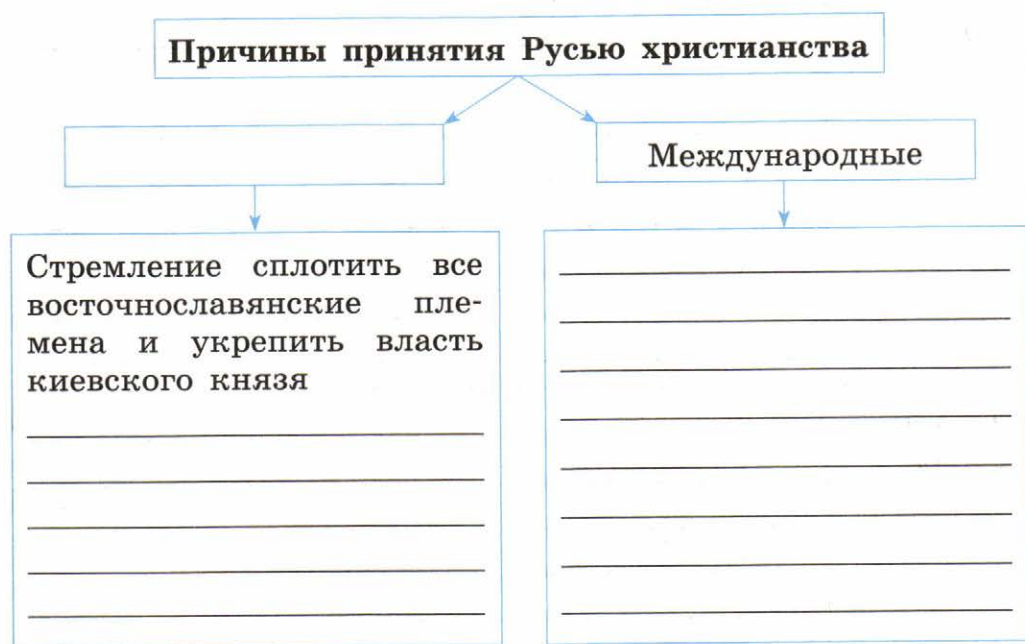 Причины принятия Русью христианства
Международные
Стремление сплотить все
восточнославянские пле-
мена и укрепить власть
киевского князя